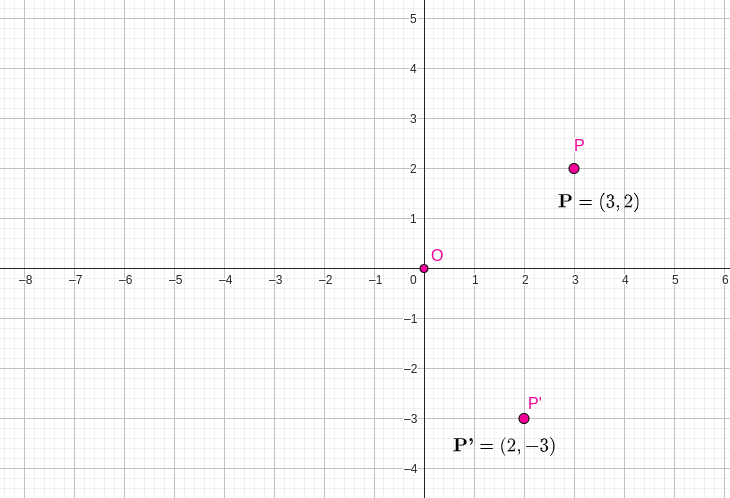 5
4
3
P
2
P = (3, 2)
1
O
–8 –7 –6 –5 –4 –3 –2 –1 0 1 2 3 4 5 6
–1
–2
P'
–3
P' = (2, −3)
–4